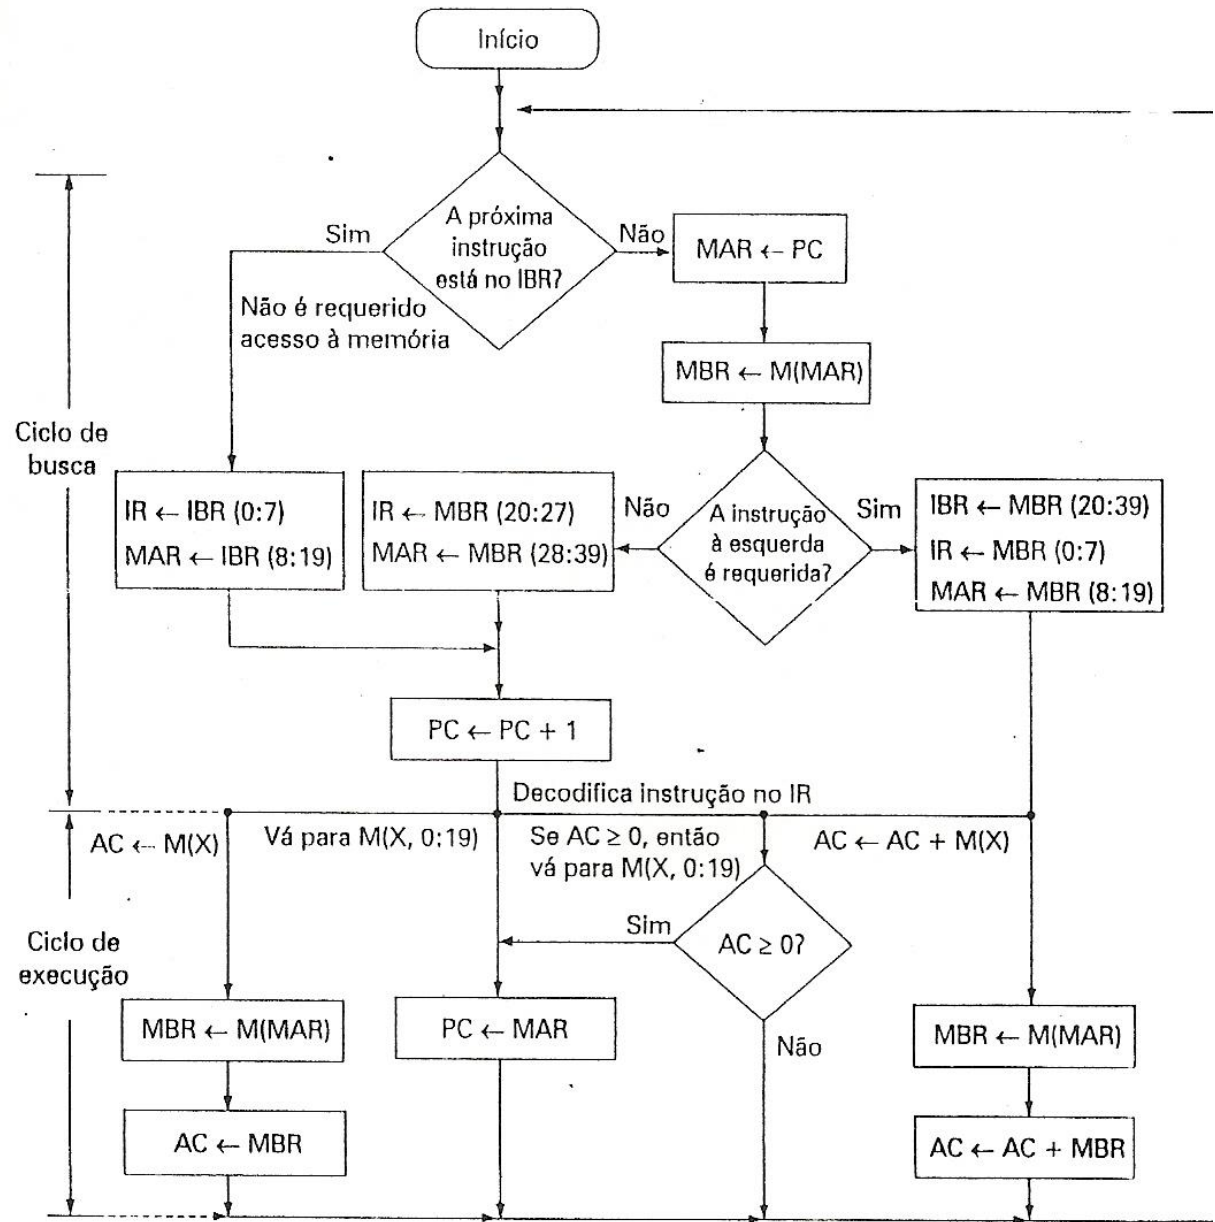 Início
A próxima
instrução
está no IBR?
Sim
Não
MAR ← PC
Não é requerido
acesso à memória
MBR ← M(MAR)
Ciclo de
busca
IR ← IBR (0:7)
MAR ← IBR (8:19)
IR ← MBR (20:27)
MAR ← MBR (28:39)
Não
A instrução
à esquerda
é requerida?
Sim
IBR ← MBR (20:39)
IR ← MBR (0:7)
MAR ← MBR (8:19)
PC ← PC + 1
Decodifica instrução no IR
AC ← M(X)
Vá para M(X, 0:19)
Se AC ≥ 0, então
vá para M(X, 0:19)
AC ← AC + M(X)
Ciclo de
execução
Sim
AC ≥ 0?
Não
MBR ← M(MAR)
PC ← MAR
MBR ← M(MAR)
AC ← MBR
AC ← AC + MBR